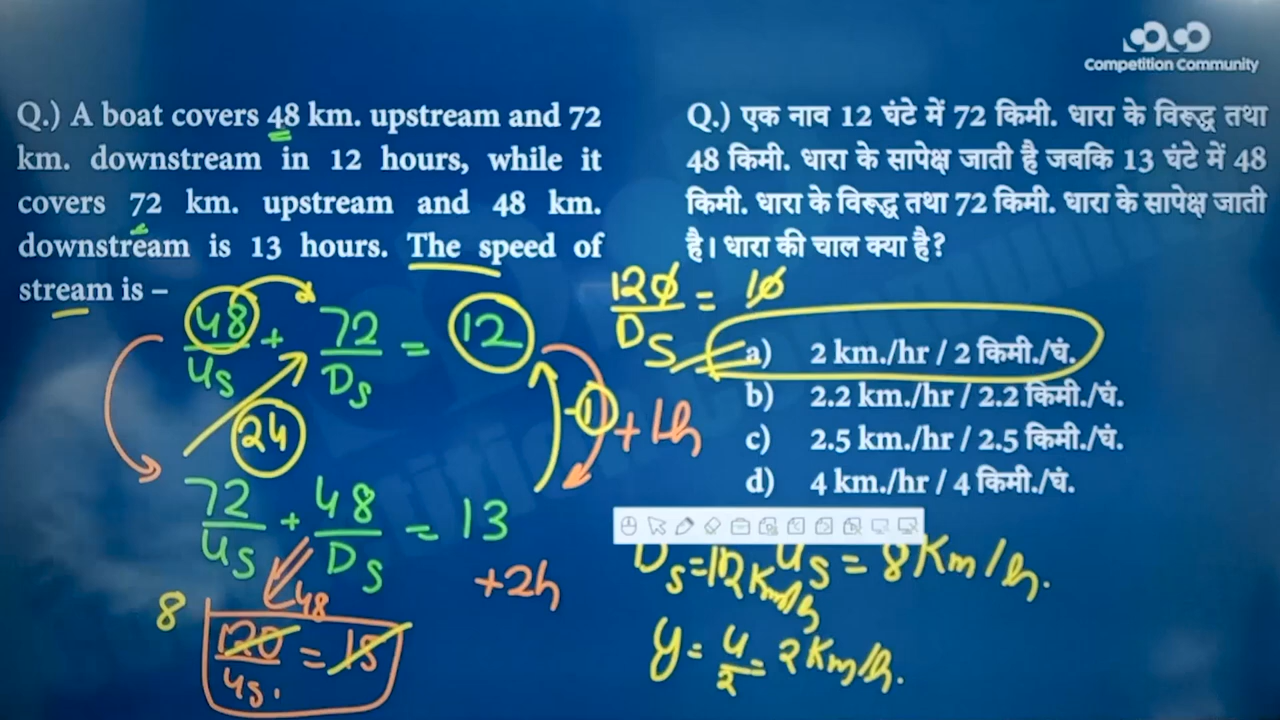 Competition Community
Q.) A boat covers 48 km. upstream and 72
km. downstream in 12 hours, while it
covers 72 km. upstream and 48 km.
downstream is 13 hours. The speed of
stream is –
Q.) एक नाव 12 घंटे में 72 किमी. धारा के विरूद्ध तथा
48 किमी. धारा के सापेक्ष जाती है जबकि 13 घंटे में 48
किमी. धारा के विरूद्ध तथा 72 किमी. धारा के सापेक्ष जाती
है। धारा की चाल क्या है?
a) 2 km./hr / 2 किमी./घं.
b) 2.2 km./hr / 2.2 किमी./घं.
c) 2.5 km./hr / 2.5 किमी./घं.
d) 4 km./hr / 4 किमी./घं.
48/Us + 72/Ds = 12
24
-1
+1h
72/Us + 48/Ds = 13
+2h
48
8
120/Us = 15
120/Ds = 10
Ds = 12 Km/h
Us = 8 Km/h.
y = 4/2 = 2 Km/h.